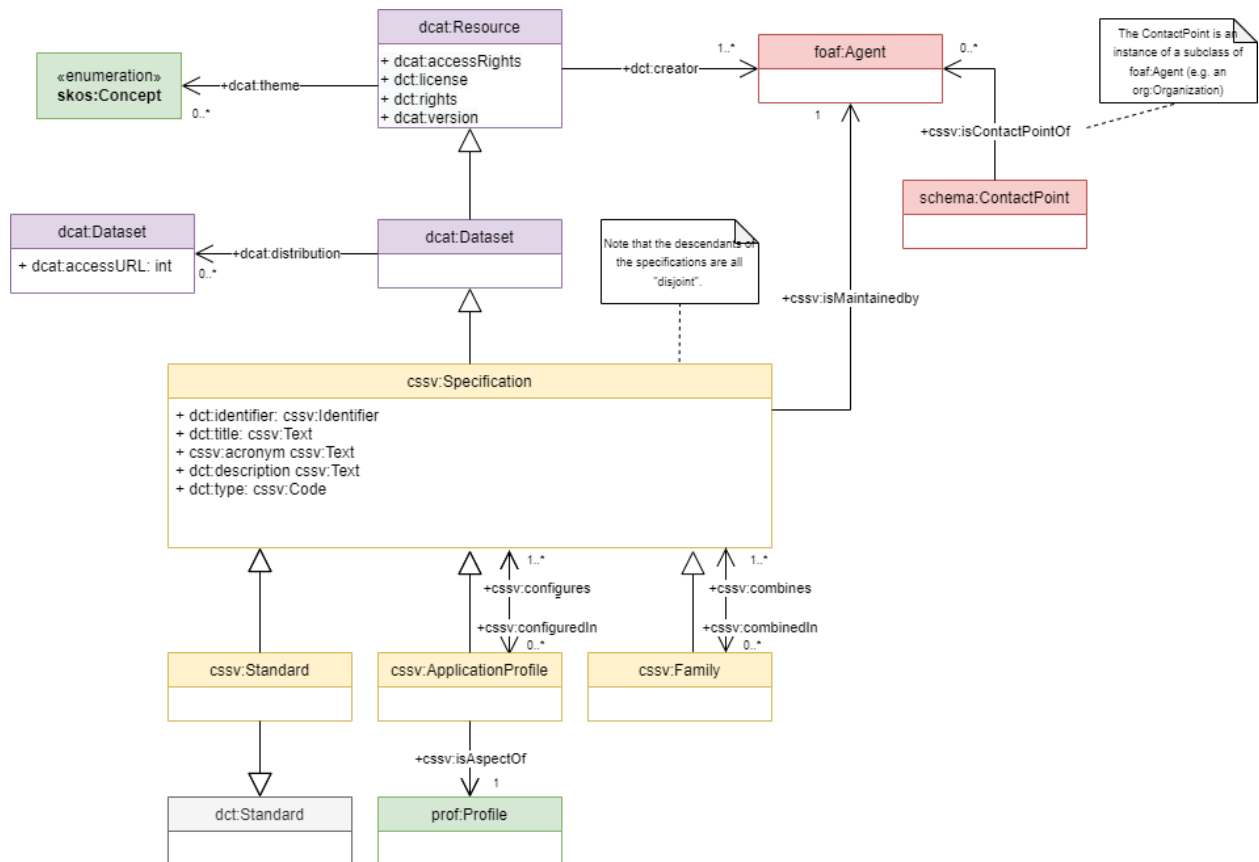 dcat:Resource
+ dcat:accessRights
+ dct:license
+ dct:rights
+ dcat:version
«enumeration»
skos:Concept
+dcat:theme
0..*
+dct:creator
1..*
foaf:Agent
0..*
1
The ContactPoint is an
instance of a subclass of
foaf:Agent (e.g. an
org:Organization)
+cssv:isContactPointOf
schema:ContactPoint
dcat:Dataset
+ dcat:accessURL: int
+dcat:distribution
0..*
dcat:Dataset
Note that the descendants of
the specifications are all
"disjoint".
+cssv:isMaintainedby
cssv:Specification
+ dct:identifier: cssv:Identifier
+ dct:title: cssv:Text
+ cssv:acronym cssv:Text
+ dct:description cssv:Text
+ dct:type: cssv:Code
1..*
+cssv:configures
+cssv:configuredIn
0..*
1..*
+cssv:combines
+cssv:combinedIn
0..*
cssv:Standard
cssv:ApplicationProfile
cssv:Family
+cssv:isAspectOf
1
dct:Standard
prof:Profile